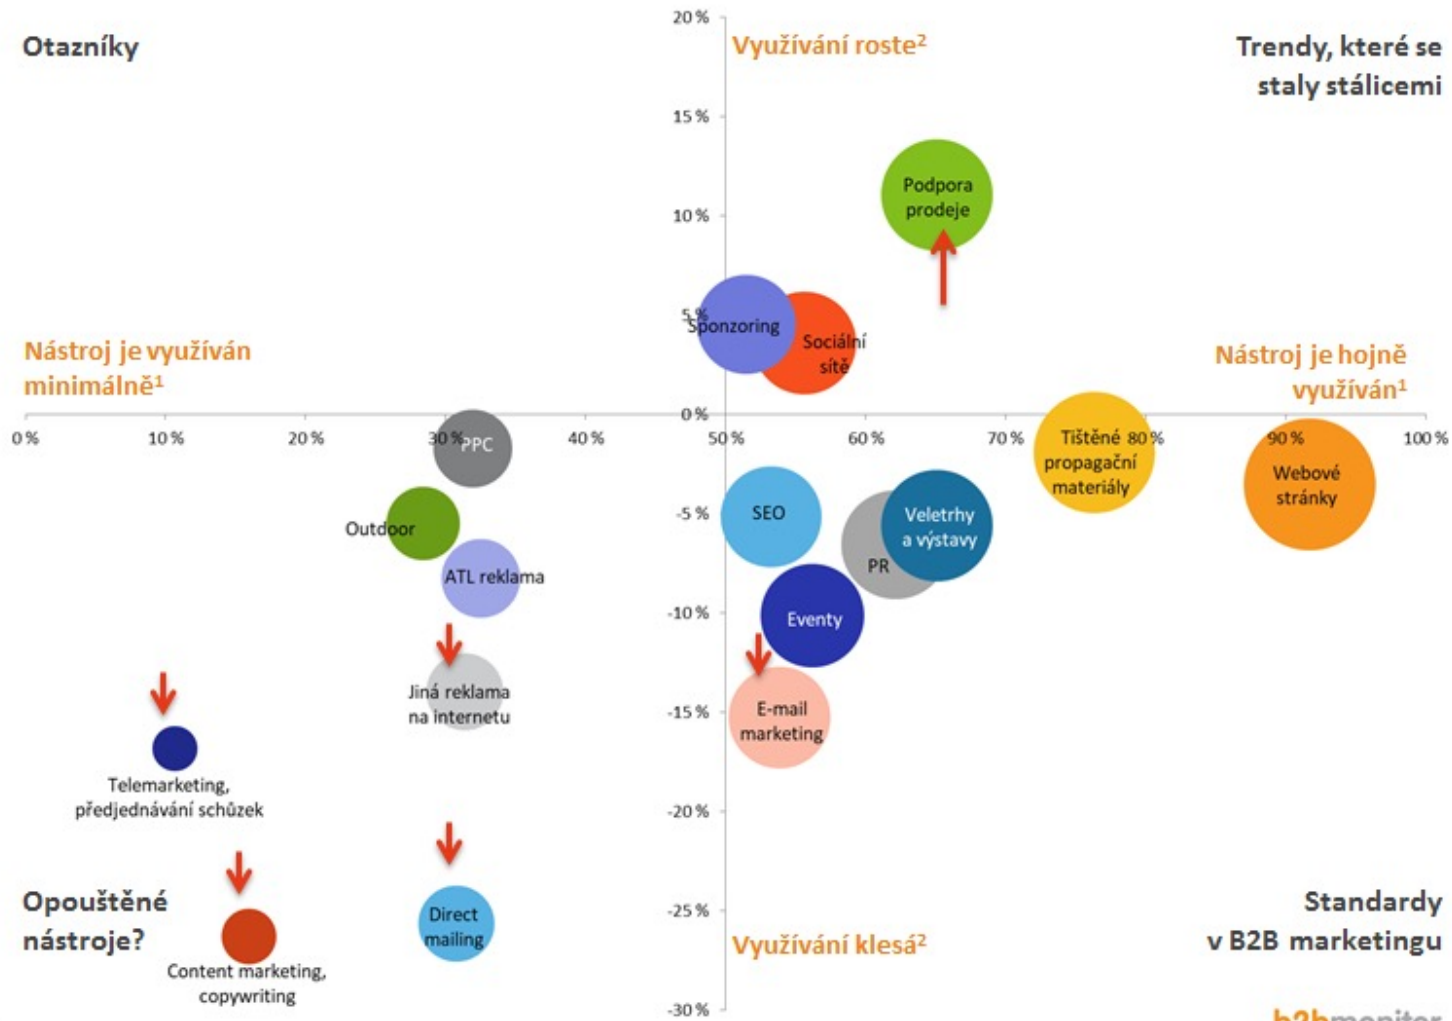 Otazníky
Využívání roste²
Trendy, které se
staly stálicemi
20 %
15 %
10 %
5 %
0 %
-5 %
-10 %
-15 %
-20 %
-25 %
-30 %
Podpora
prodeje
Sponzoring
Sociální
sítě
Nástroj je využíván
minimálně¹
Nástroj je hojně
využíván¹
0 %
10 %
20 %
30 %
40 %
50 %
60 %
70 %
80 %
90 %
100 %
PPC
Tištěné
propagační
materiály
Webové
stránky
Outdoor
SEO
Veletrhy
a výstavy
PR
ATL reklama
Eventy
Jiná reklama
na internetu
E-mail
marketing
Telemarketing,
předjednávání schůzek
Direct
mailing
Content marketing,
copywriting
Opouštěné
nástroje?
Využívání klesá²
Standardy
v B2B marketingu
b2bmonitor